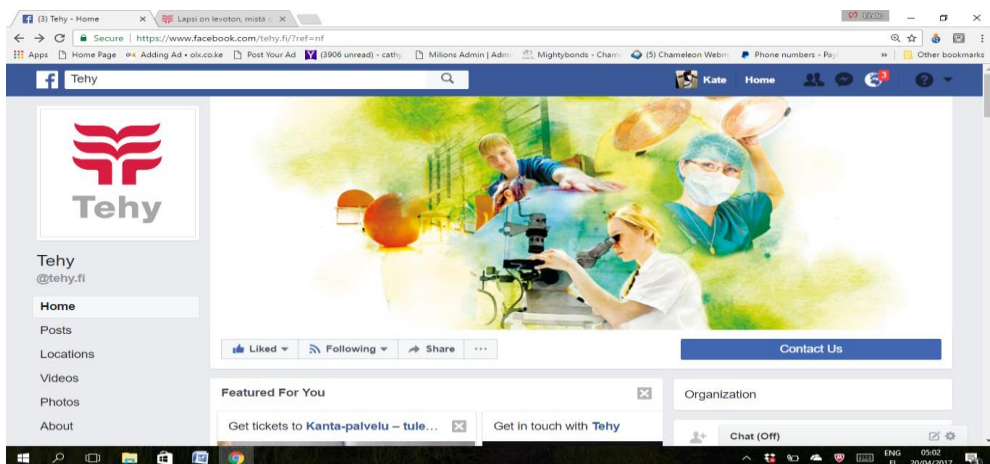 (3) Tehy - Home
Lapsi on levoton, mistä
Secure | https://www.facebook.com/tehy.fi/?ref=nf
Apps Home Page Adding Ad • olx.co.ke Post Your Ad (3906 unread) - cathy Milions Admin | Adm Mightybonds - Cham (5) Chameleon Webm Phone numbers - Pay » Other bookmarks
Tehy
Kate Home 3
Tehy
Tehy
@tehy.fi
Home
Posts
Locations
Videos
Photos
About
Liked Following Share ...
Contact Us
Featured For You
Organization
Get tickets to Kanta-palvelu – tule...
Get in touch with Tehy
Chat (Off)
ENG 05:02
FI 20/04/2017